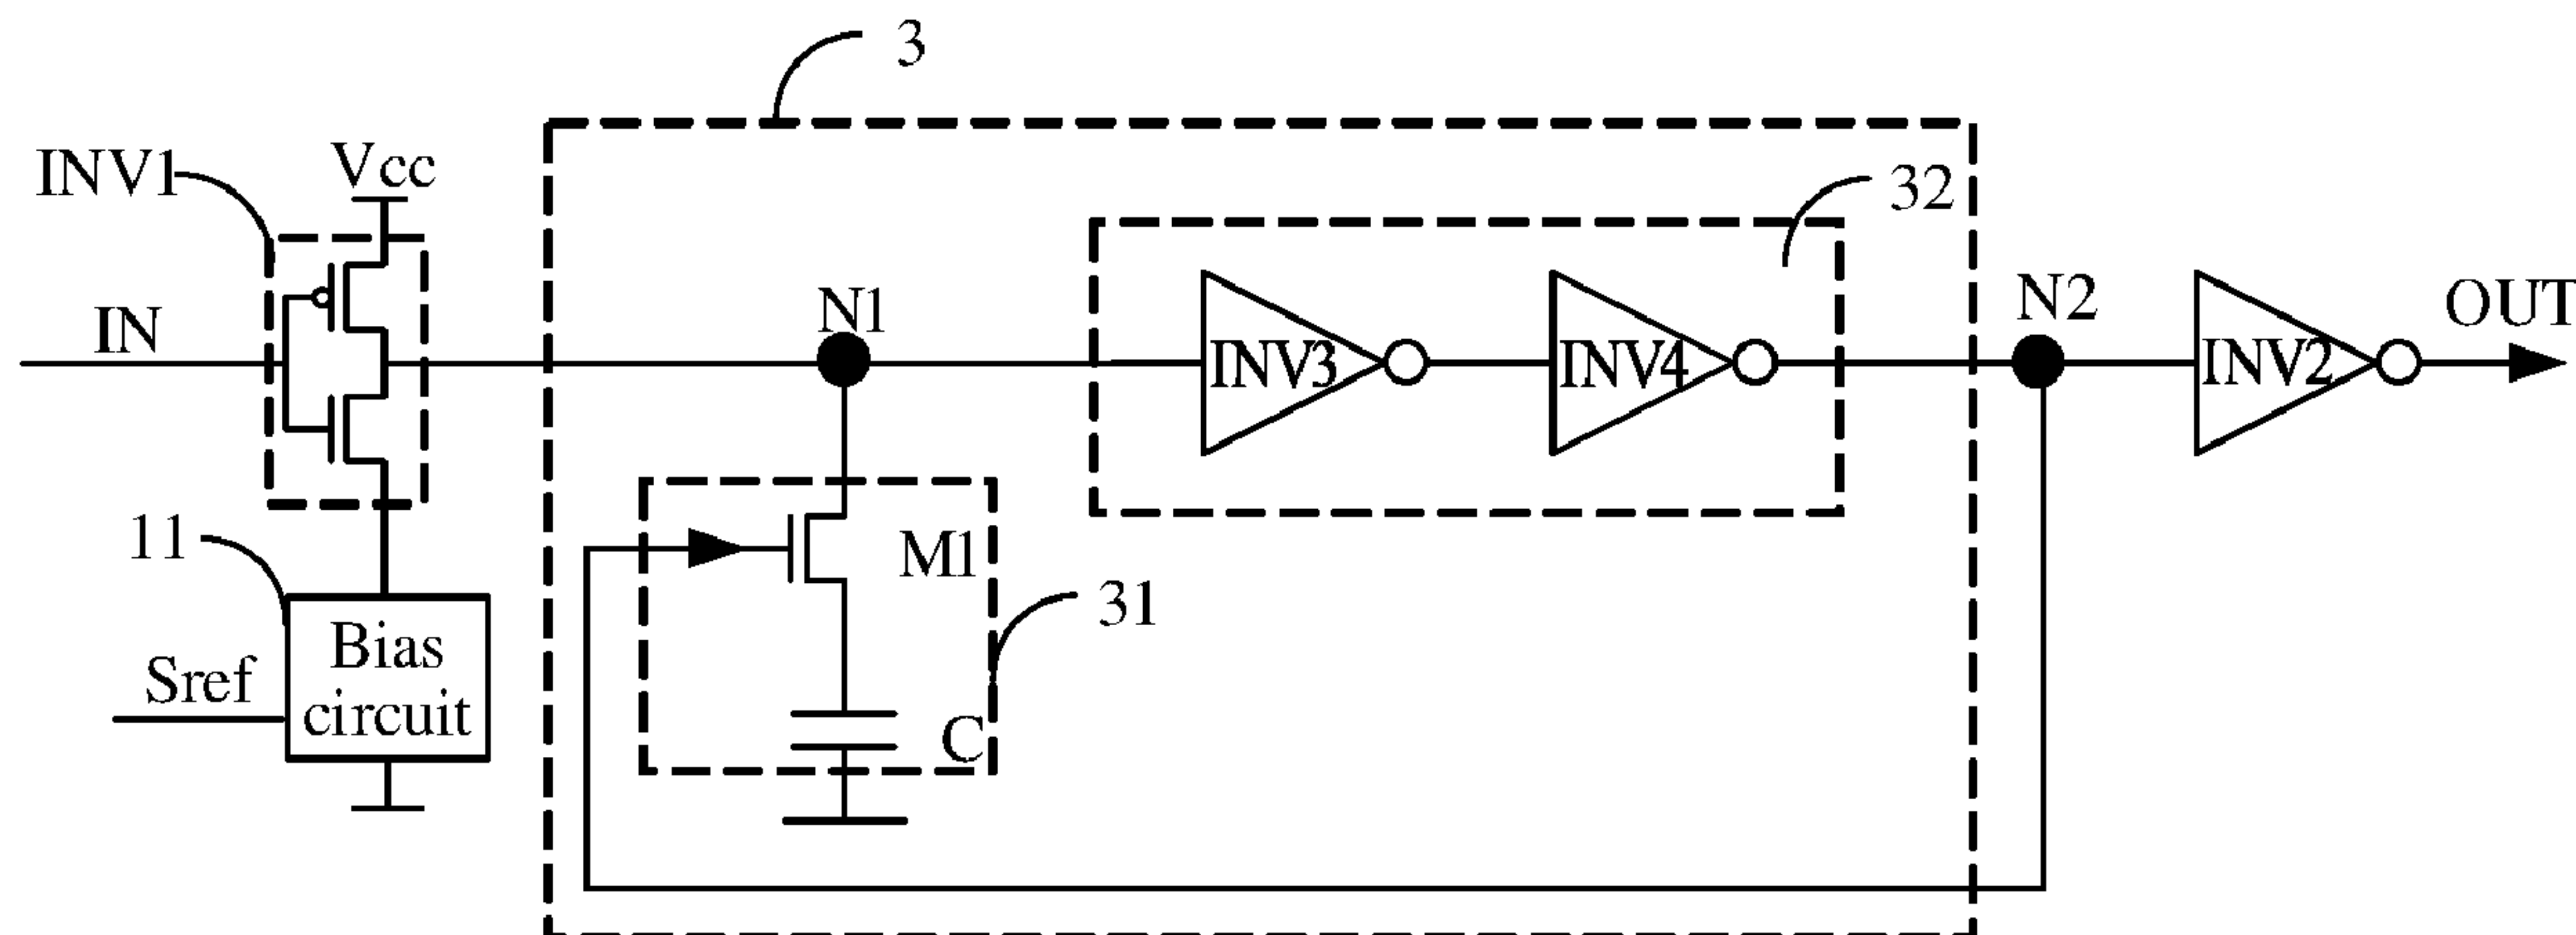 3
INV1
Vcc
32
IN
N1
INV3
INV4
N2
INV2
OUT
11
M1
31
Bias
circuit
Sref
C